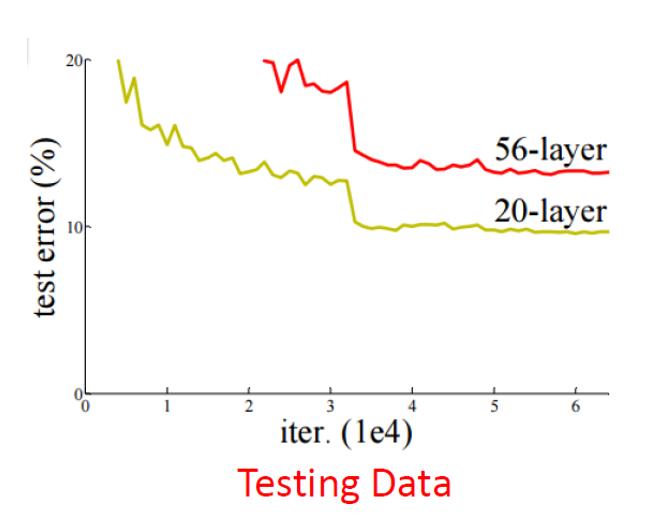 20
10
0
test error (%)
56-layer
20-layer
0 1 2 3 4 5 6
iter. (1e4)
Testing Data